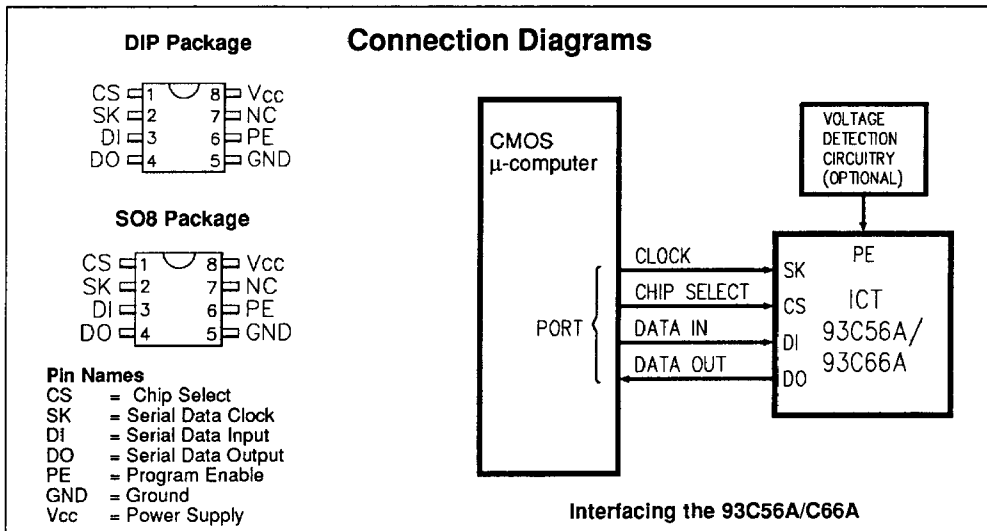 Connection Diagrams
DIP Package
CS 1 8 Vcc
SK 2 7 NC
DI 3 6 PE
DO 4 5 GND
SO8 Package
CS 1 8 Vcc
SK 2 7 NC
DI 3 6 PE
DO 4 5 GND
Pin Names
CS = Chip Select
SK = Serial Data Clock
DI = Serial Data Input
DO = Serial Data Output
PE = Program Enable
GND = Ground
Vcc = Power Supply
CMOS
μ-computer
PORT
CLOCK
CHIP SELECT
DATA IN
DATA OUT
VOLTAGE
DETECTION
CIRCUITRY
(OPTIONAL)
PE
SK
CS
DI
DO
ICT
93C56A/
93C66A
Interfacing the 93C56A/C66A